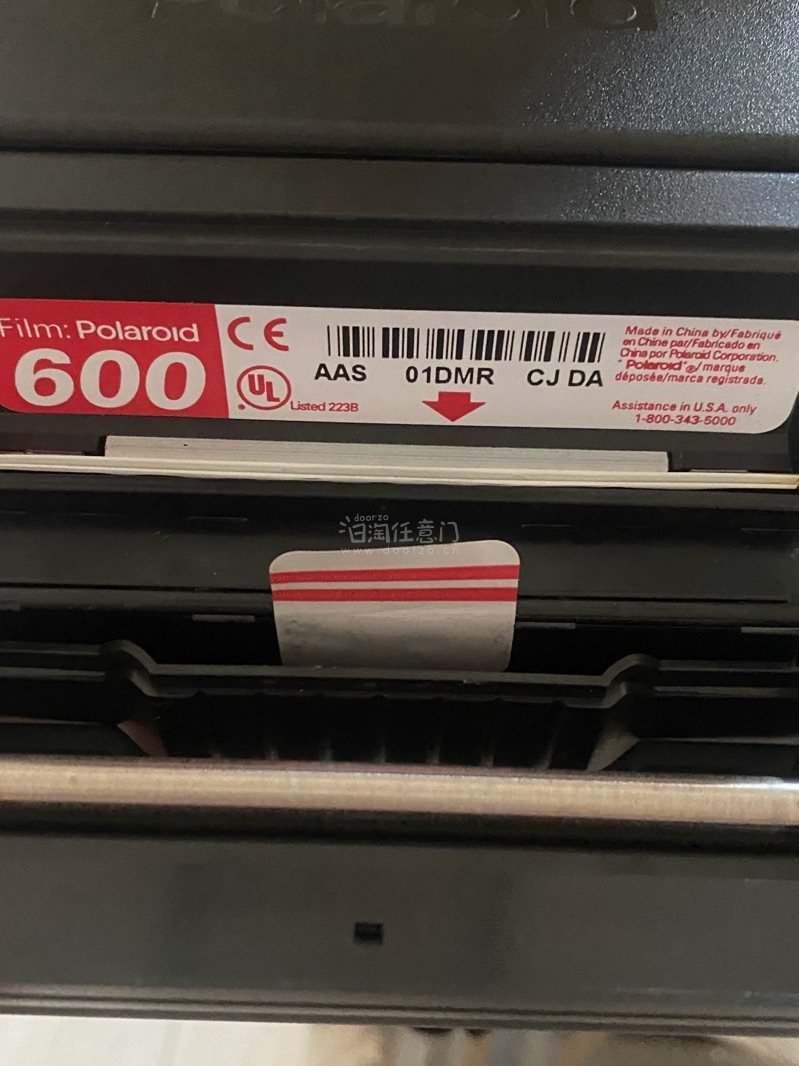 Polaroid
Film: Polaroid
600
CE
UL
Listed 223B
AAS 01DMR CJ DA
Made in China by/Fabriqué
en Chine par/Fabricado en
China por Polaroid Corporation.
"Polaroid"®/marque
déposée/marca registrada.
Assistance in U.S.A. only
1-800-343-5000
doorzo
日淘任意门
www.doorzo.cn